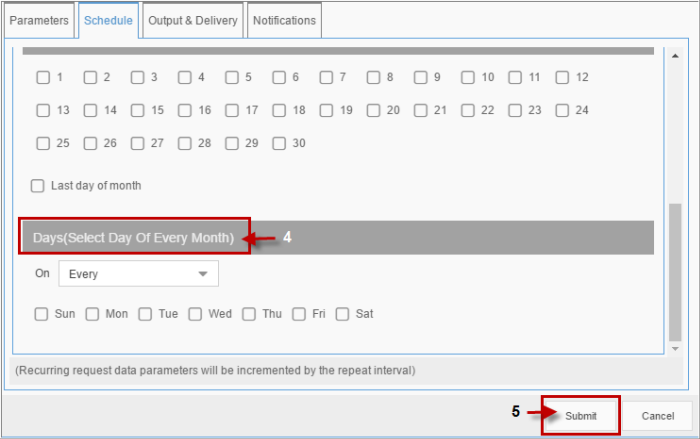 Parameters Schedule Output & Delivery Notifications
1 2 3 4 5 6 7 8 9 10 11 12
13 14 15 16 17 18 19 20 21 22 23 24
25 26 27 28 29 30
Last day of month
Days(Select Day Of Every Month) 4
On Every
Sun Mon Tue Wed Thu Fri Sat
(Recurring request data parameters will be incremented by the repeat interval)
5 Submit Cancel